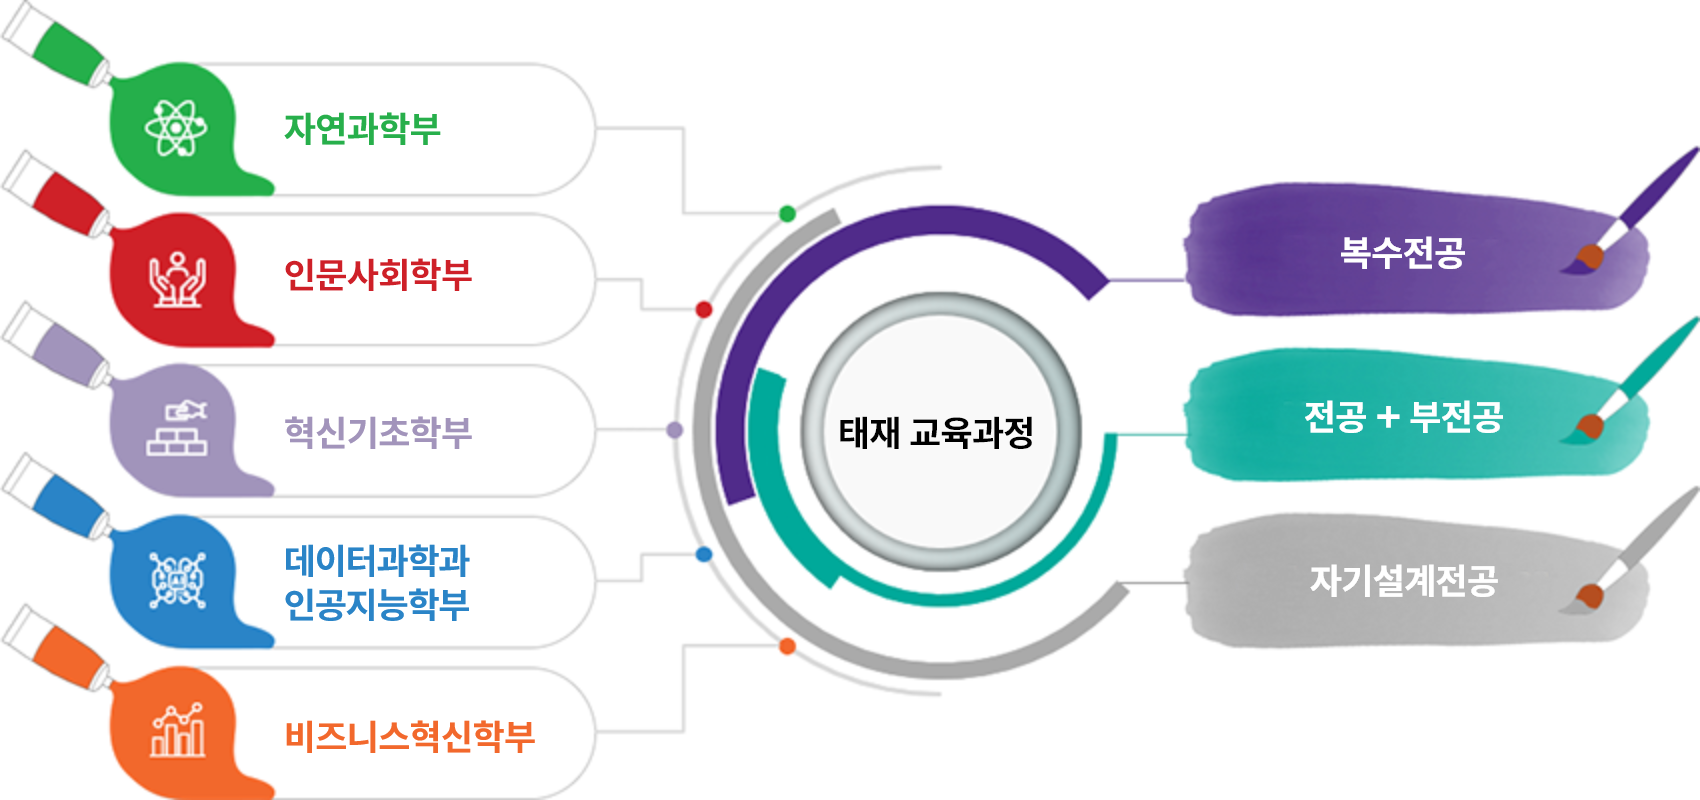 자연과학부
인문사회학부
혁신기초학부
데이터과학과
인공지능학부
비즈니스혁신학부
태재 교육과정
복수전공
전공 + 부전공
자기설계전공